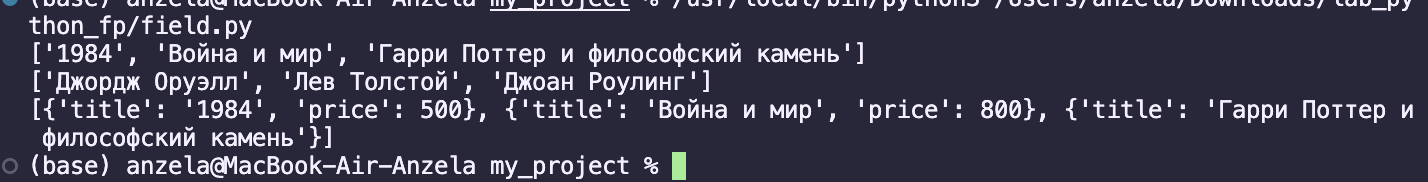 (base) anzela@MacBook-Air-Anzela my_project % /usr/local/bin/python3 /Users/anzela/Downloads/lab_py
thon_fp/field.py
['1984', 'Война и мир', 'Гарри Поттер и философский камень']
['Джордж Оруэлл', 'Лев Толстой', 'Джоан Роулинг']
[{'title': '1984', 'price': 500}, {'title': 'Война и мир', 'price': 800}, {'title': 'Гарри Поттер и
философский камень'}]
(base) anzela@MacBook-Air-Anzela my_project %